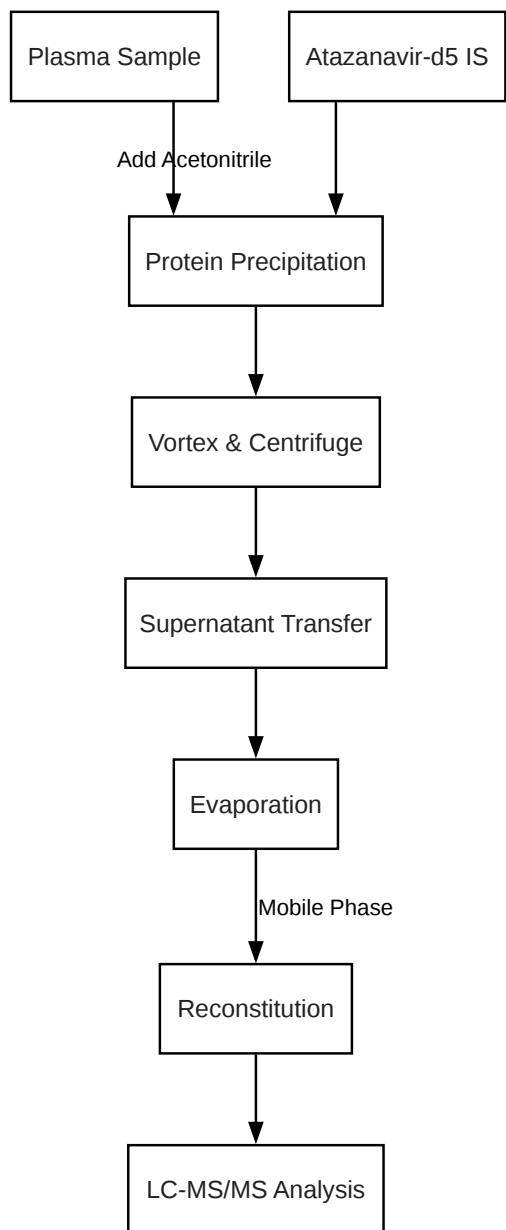 Plasma Sample
Atazanavir-d5 IS
Add Acetonitrile
Protein Precipitation
Vortex & Centrifuge
Supernatant Transfer
Evaporation
Mobile Phase
Reconstitution
LC-MS/MS Analysis